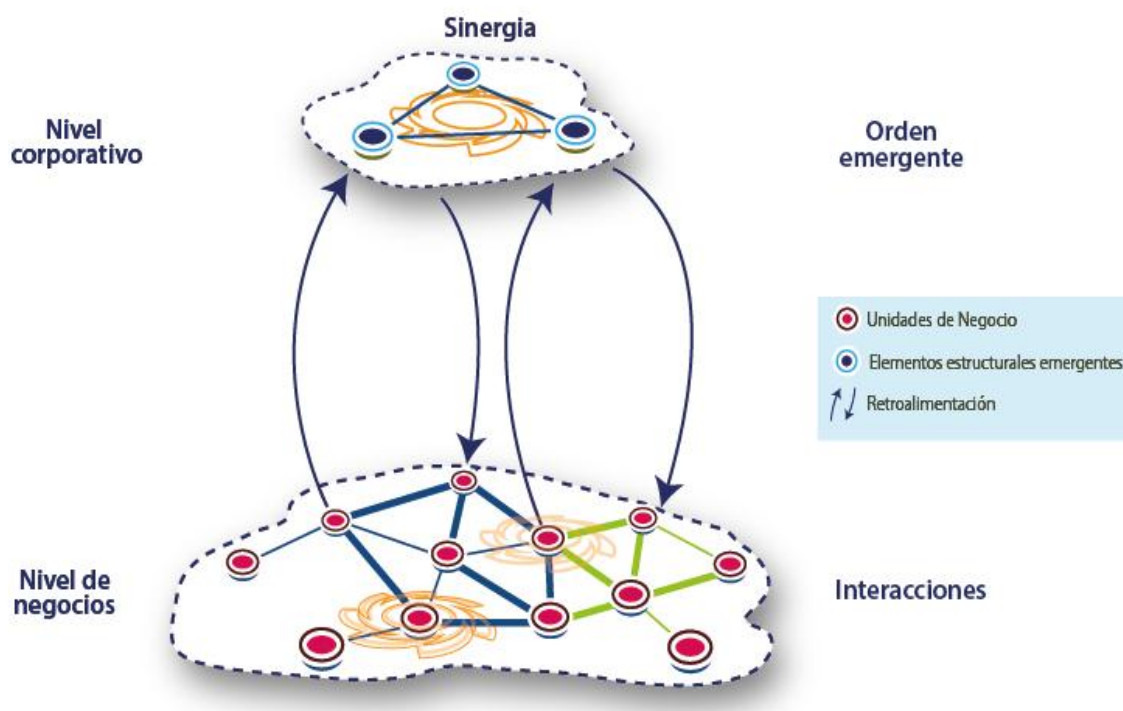 Sinergia
Nivel
corporativo
Orden
emergente
Unidades de Negocio
Elementos estructurales emergentes
Retroalimentación
Nivel de
negocios
Interacciones